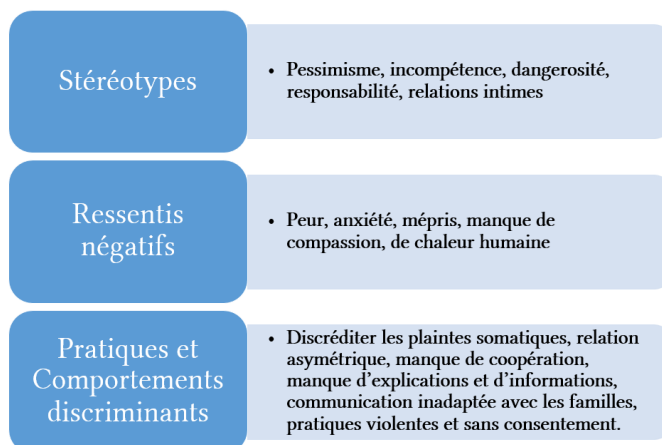 Stéréotypes
• Pessimisme, incompétence, dangerosité,
responsabilité, relations intimes
Ressentis
négatifs
• Peur, anxiété, mépris, manque de
compassion, de chaleur humaine
Pratiques et
Comportements
discriminants
• Discréditer les plaintes somatiques, relation
asymétrique, manque de coopération,
manque d'explications et d'informations,
communication inadaptée avec les familles,
pratiques violentes et sans consentement.